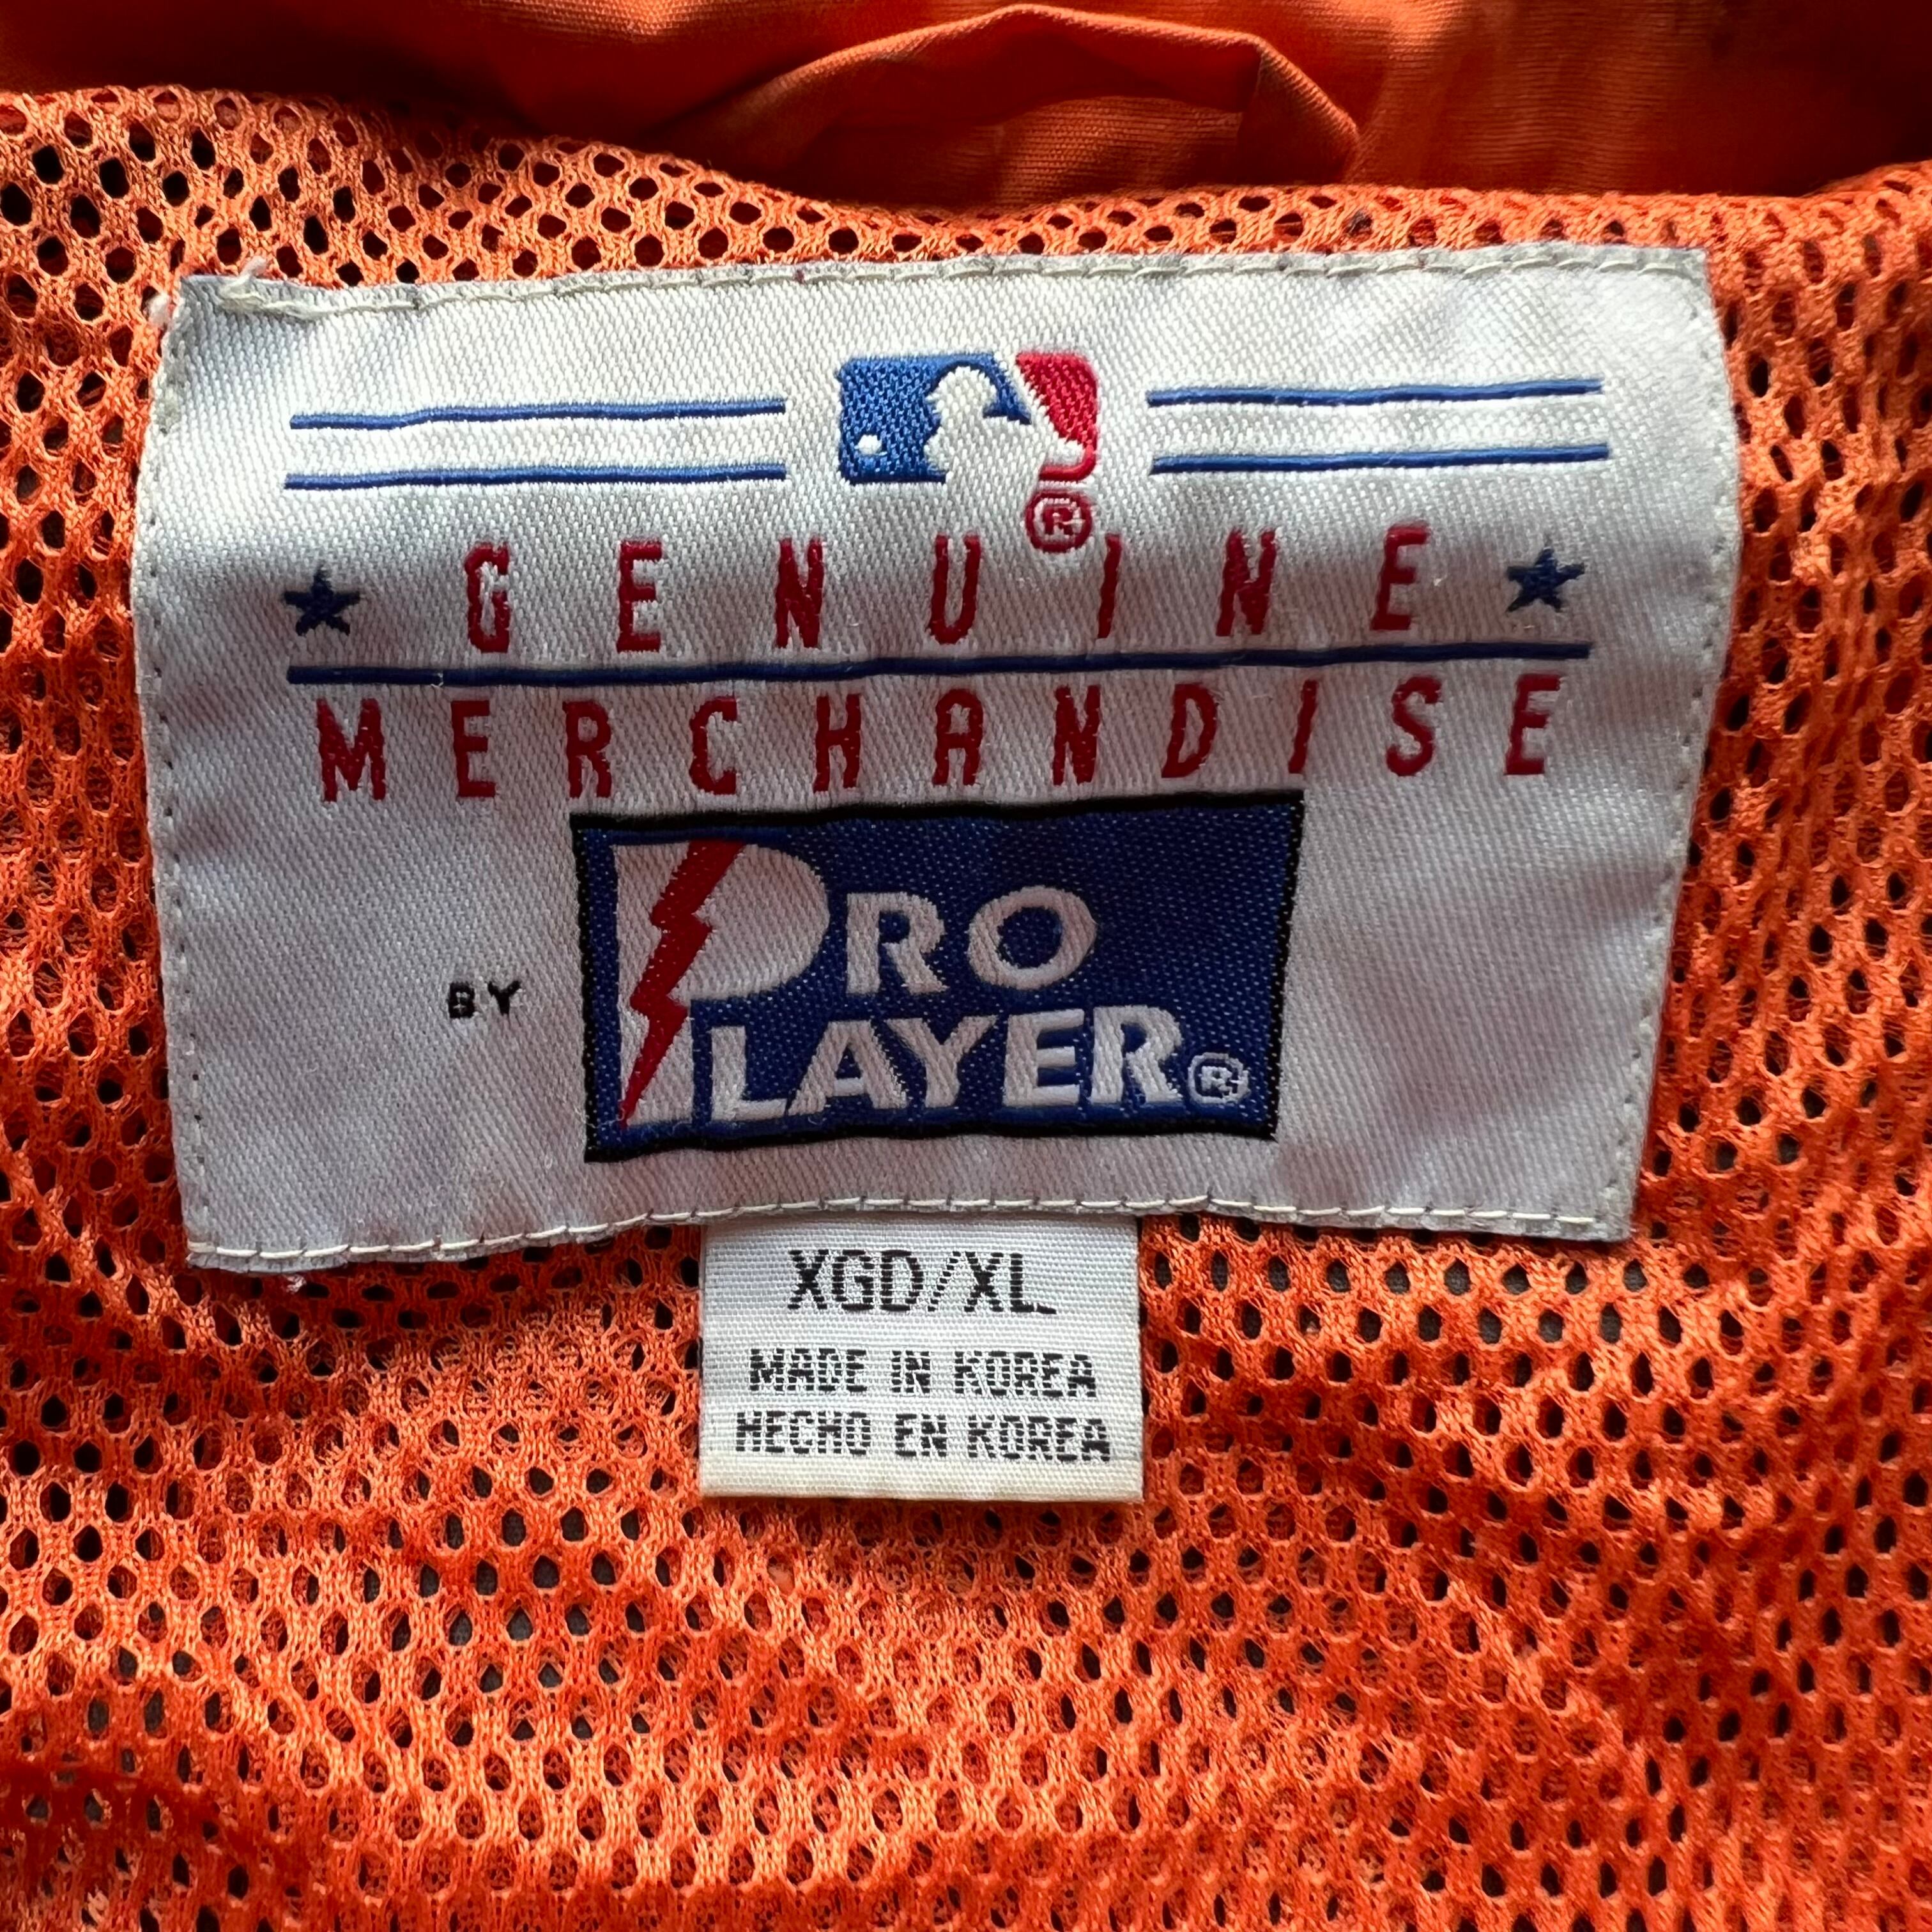 ®
GENUINE
MERCHANDISE
BY PRO PLAYER®
XGD/XL
MADE IN KOREA
HECHO EN KOREA